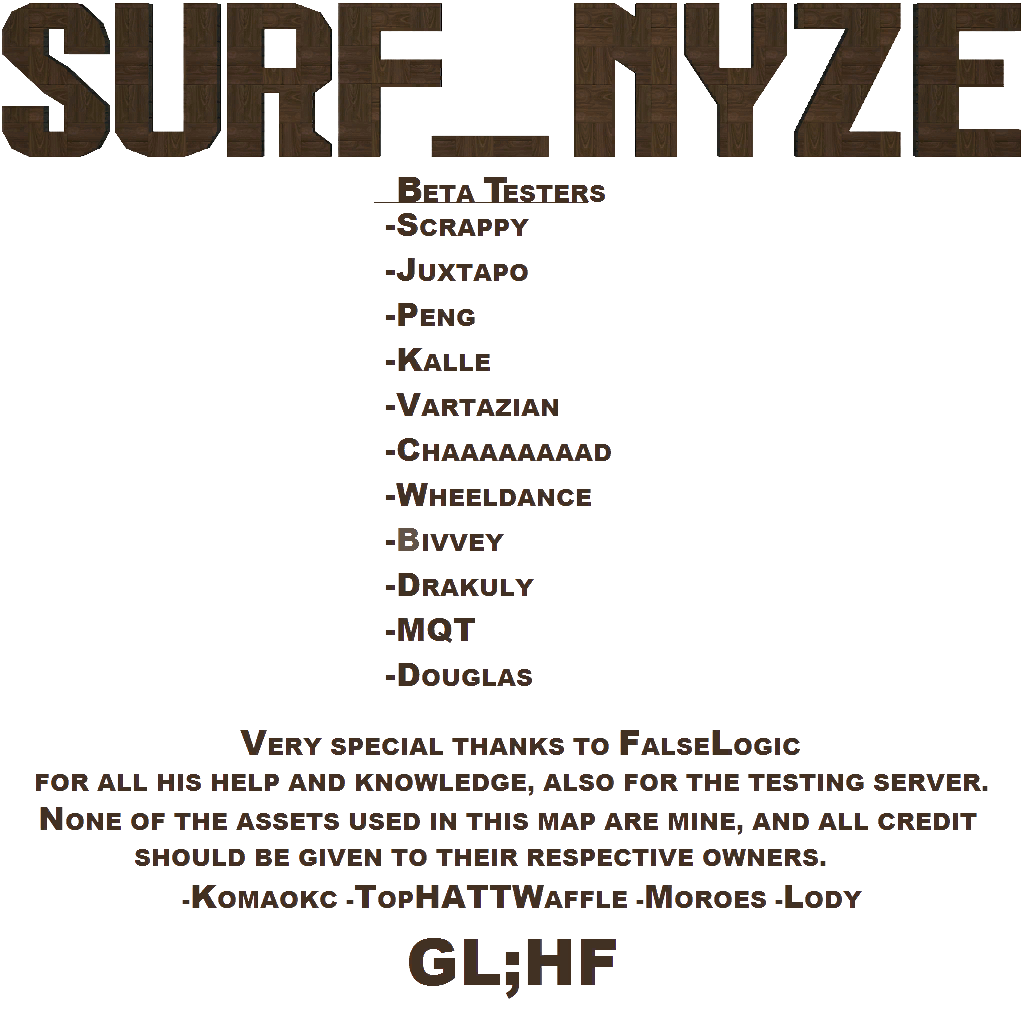 SURF_NYZE
Beta Testers
-Scrappy
-Juxtapo
-Peng
-Kalle
-Vartazian
-Chaaaaaaaad
-Wheeldance
-Bivvey
-Drakuly
-MQT
-Douglas
Very special thanks to FalseLogic
for all his help and knowledge, also for the testing server.
None of the assets used in this map are mine, and all credit
should be given to their respective owners.
-Komaokc -TopHATTWaffle -Moroes -Lody
GL;HF